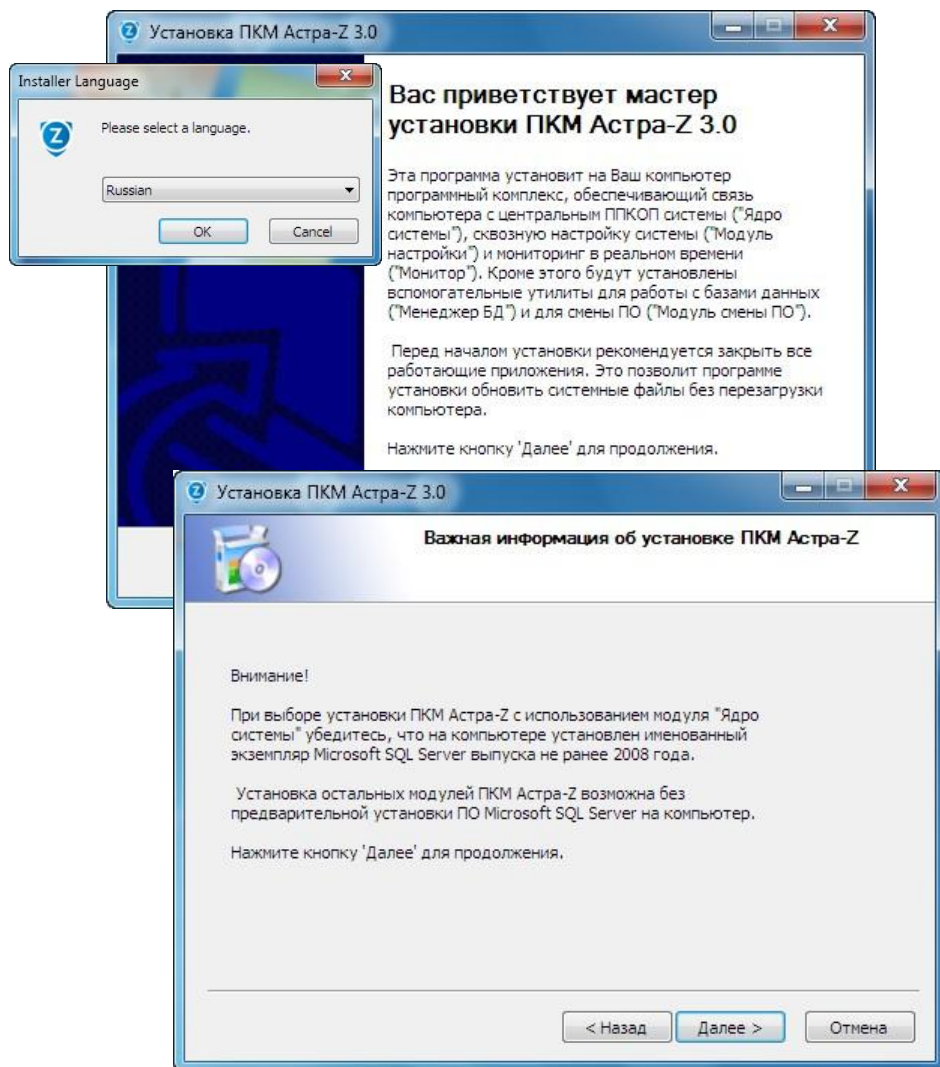 Установка ПКМ Астра-Z 3.0
Installer Language
Please select a language.
Russian
OK
Cancel
Вас приветствует мастер
установки ПКМ Астра-Z 3.0
Эта программа установит на Ваш компьютер
программный комплекс, обеспечивающий связь
компьютера с центральным ППКОП системы ("Ядро
системы"), сквозную настройку системы ("Модуль
настройки") и мониторинг в реальном времени
("Монитор"). Кроме этого будут установлены
вспомогательные утилиты для работы с базами данных
("Менеджер БД") и для смены ПО ("Модуль смены ПО").
Перед началом установки рекомендуется закрыть все
работающие приложения. Это позволит программе
установки обновить системные файлы без перезагрузки
компьютера.
Нажмите кнопку 'Далее' для продолжения.
Установка ПКМ Астра-Z 3.0
Важная информация об установке ПКМ Астра-Z
Внимание!
При выборе установки ПКМ Астра-Z с использованием модуля "Ядро
системы" убедитесь, что на компьютере установлен именованный
экземпляр Microsoft SQL Server выпуска не ранее 2008 года.
Установка остальных модулей ПКМ Астра-Z возможна без
предварительной установки ПО Microsoft SQL Server на компьютер.
Нажмите кнопку 'Далее' для продолжения.
< Назад
Далее >
Отмена